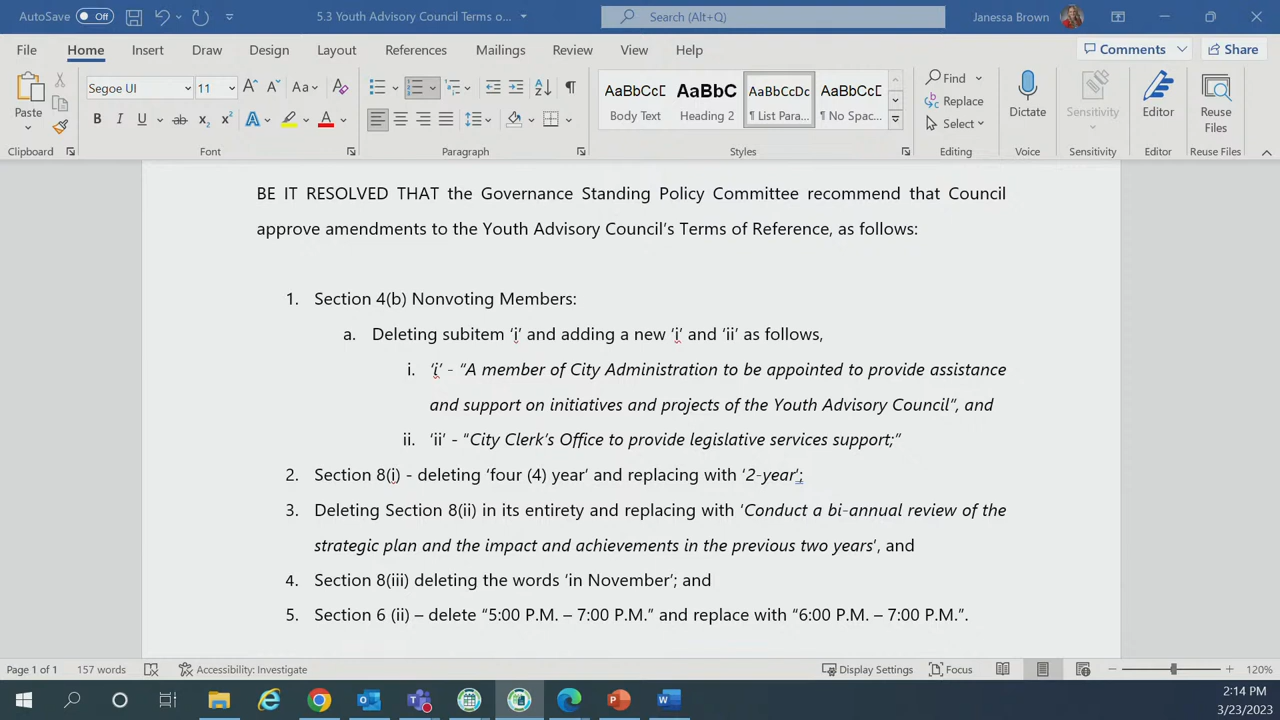 AutoSave Off 5.3 Youth Advisory Council Terms o... Search (Alt+Q) Janessa Brown
File Home Insert Draw Design Layout References Mailings Review View Help Comments Share
Paste Segoe UI 11 Aa AaBbCcDc AaBbC AaBbCcDc AaBbCcD Find Replace Select Dictate Sensitivity Editor Reuse Files
Body Text Heading 2 ¶ List Para... ¶ No Spac...
Clipboard Font Paragraph Styles Editing Voice Sensitivity Editor Reuse Files
BE IT RESOLVED THAT the Governance Standing Policy Committee recommend that Council
approve amendments to the Youth Advisory Council's Terms of Reference, as follows:
1. Section 4(b) Nonvoting Members:
a. Deleting subitem 'i' and adding a new 'i' and 'ii' as follows,
i. 'i' - "A member of City Administration to be appointed to provide assistance
and support on initiatives and projects of the Youth Advisory Council", and
ii. 'ii' - "City Clerk's Office to provide legislative services support;"
2. Section 8(i) - deleting 'four (4) year' and replacing with '2-year';
3. Deleting Section 8(ii) in its entirety and replacing with 'Conduct a bi-annual review of the
strategic plan and the impact and achievements in the previous two years', and
4. Section 8(iii) deleting the words 'in November'; and
5. Section 6 (ii) – delete "5:00 P.M. – 7:00 P.M." and replace with "6:00 P.M. – 7:00 P.M.".
Page 1 of 1 157 words Accessibility: Investigate Display Settings Focus 120%
2:14 PM
3/23/2023